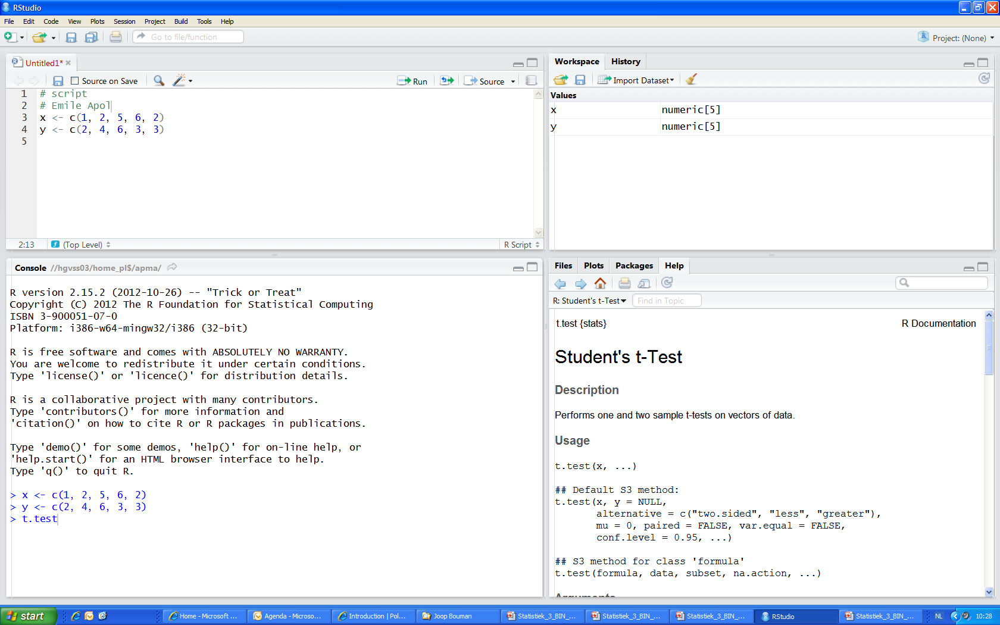 RStudio
File Edit Code View Plots Session Project Build Tools Help
Go to file/function
Project: (None)
Untitled1*
Source on Save
Run
Source
1 # script
2 # Emile Apol
3 x <- c(1, 2, 5, 6, 2)
4 y <- c(2, 4, 6, 3, 3)
5
2:13
(Top Level)
R Script
Console //hgvss03/home_pl$/apma/
R version 2.15.2 (2012-10-26) -- "Trick or Treat"
Copyright (C) 2012 The R Foundation for Statistical Computing
ISBN 3-900051-07-0
Platform: i386-w64-mingw32/i386 (32-bit)
R is free software and comes with ABSOLUTELY NO WARRANTY.
You are welcome to redistribute it under certain conditions.
Type 'license()' or 'licence()' for distribution details.
R is a collaborative project with many contributors.
Type 'contributors()' for more information and
'citation()' on how to cite R or R packages in publications.
Type 'demo()' for some demos, 'help()' for on-line help, or
'help.start()' for an HTML browser interface to help.
Type 'q()' to quit R.
> x <- c(1, 2, 5, 6, 2)
> y <- c(2, 4, 6, 3, 3)
> t.test
Workspace History
Import Dataset
Values
x numeric[5]
y numeric[5]
Files Plots Packages Help
R: Student's t-Test
Find in Topic
t.test {stats}
R Documentation
Student's t-Test
Description
Performs one and two sample t-tests on vectors of data.
Usage
t.test(x, ...)
## Default S3 method:
t.test(x, y = NULL,
alternative = c("two.sided", "less", "greater"),
mu = 0, paired = FALSE, var.equal = FALSE,
conf.level = 0.95, ...)
## S3 method for class 'formula'
t.test(formula, data, subset, na.action, ...)
Arguments
start
Home - Microsoft ...
Agenda - Microso...
Introduction | Pol...
Joop Bouman
Statistiek_3_BIN_...
Statistiek_3_BIN_...
Statistiek_3_BIN_...
RStudio
Statistiek_3_BIN_...
NL
10:28